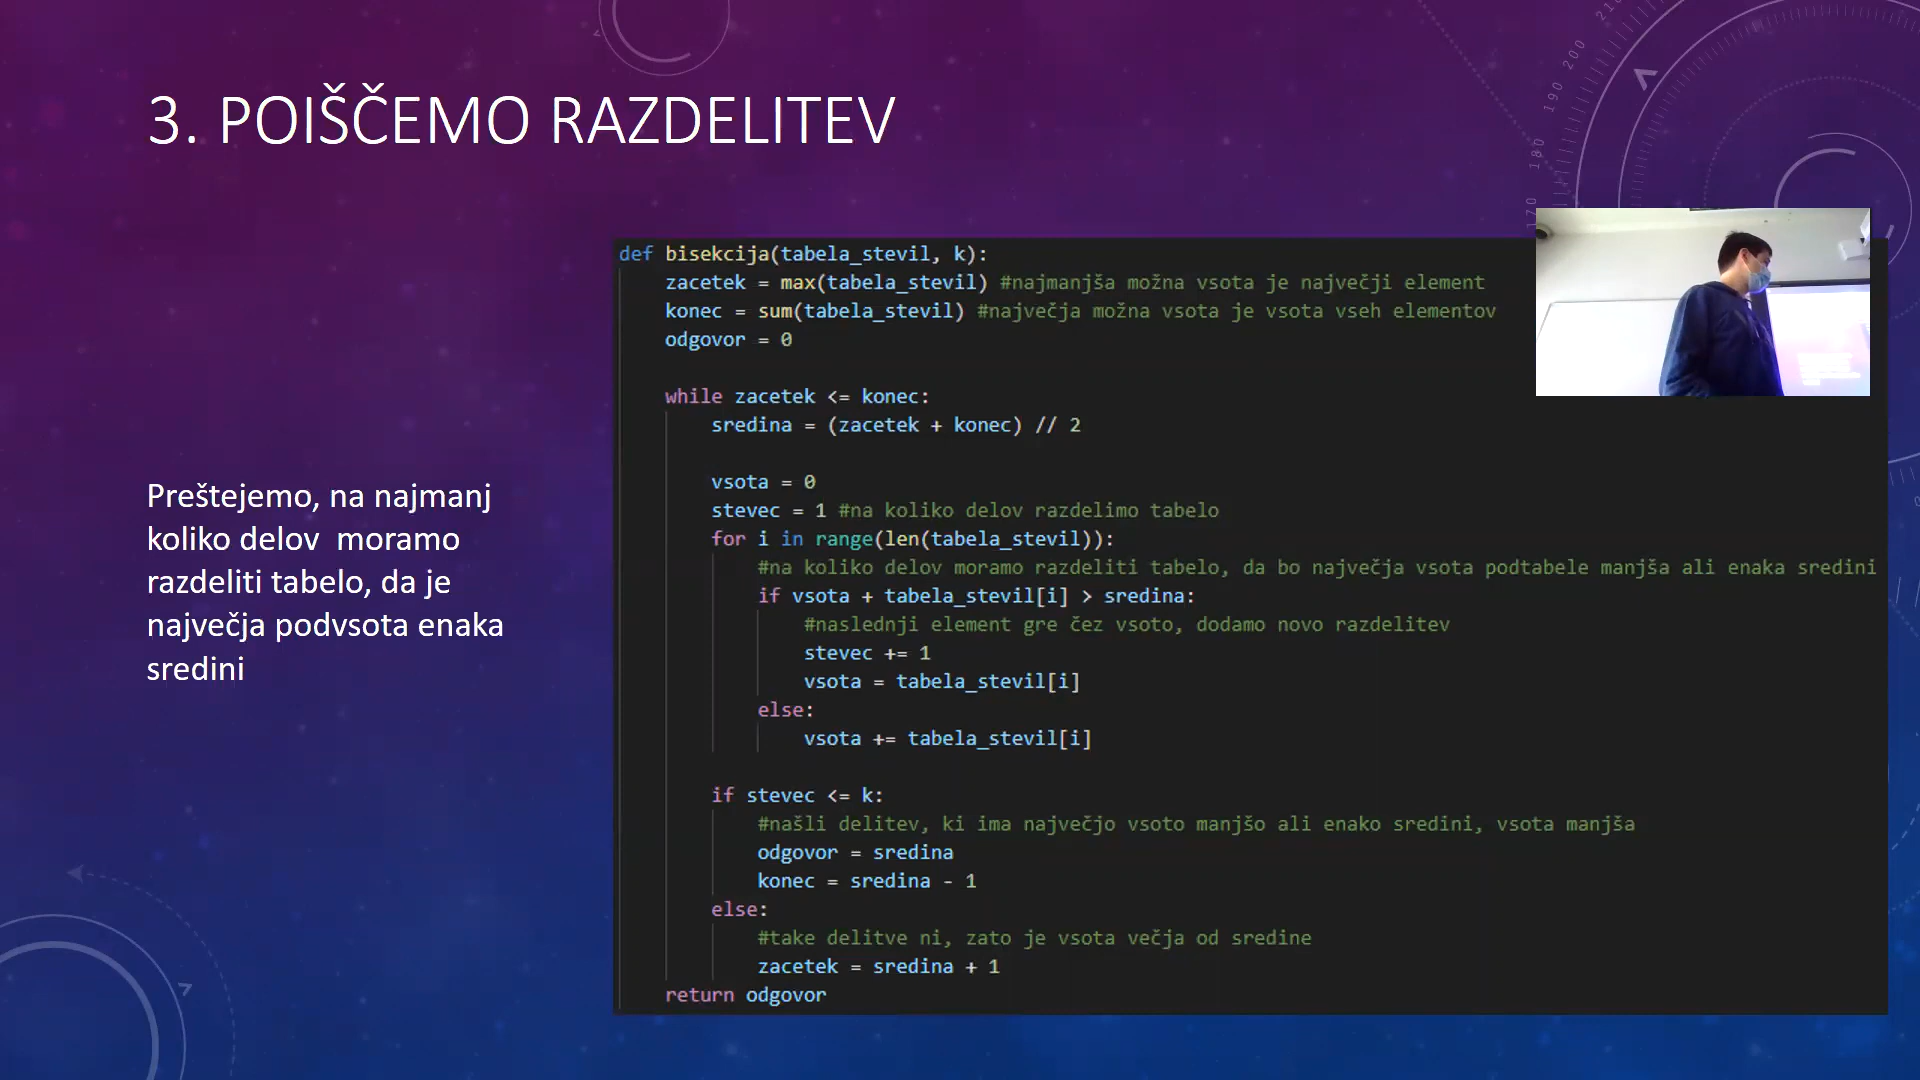 3. POIŠČEMO RAZDELITEV
Preštejemo, na najmanj
koliko delov  moramo
razdeliti tabelo, da je
največja podvsota enaka
sredini
def bisekcija(tabela_stevil, k):
    zacetek = max(tabela_stevil) #najmanjša možna vsota je največji element
    konec = sum(tabela_stevil) #največja možna vsota je vsota vseh elementov
    odgovor = 0
    while zacetek <= konec:
        sredina = (zacetek + konec) // 2
        vsota = 0
        stevec = 1 #na koliko delov razdelimo tabelo
        for i in range(len(tabela_stevil)):
            #na koliko delov moramo razdeliti tabelo, da bo največja vsota podtabele manjša ali enaka sredini
            if vsota + tabela_stevil[i] > sredina:
                #naslednji element gre čez vsoto, dodamo novo razdelitev
                stevec += 1
                vsota = tabela_stevil[i]
            else:
                vsota += tabela_stevil[i]
        if stevec <= k:
            #našli delitev, ki ima največjo vsoto manjšo ali enako sredini, vsota manjša
            odgovor = sredina
            konec = sredina - 1
        else:
            #take delitve ni, zato je vsota večja od sredine
            zacetek = sredina + 1
    return odgovor
170
180
190
200